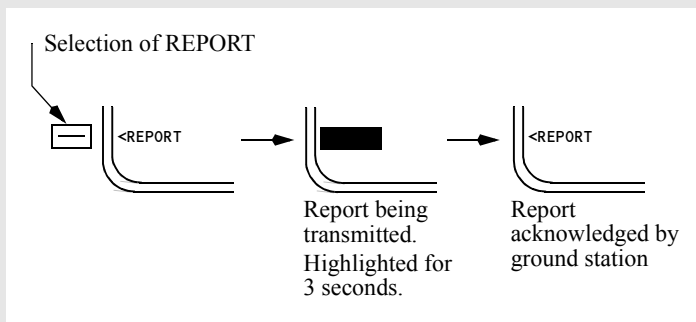 Selection of REPORT
<REPORT
<REPORT
Report being
transmitted.
Highlighted for
3 seconds.
Report
acknowledged by
ground station